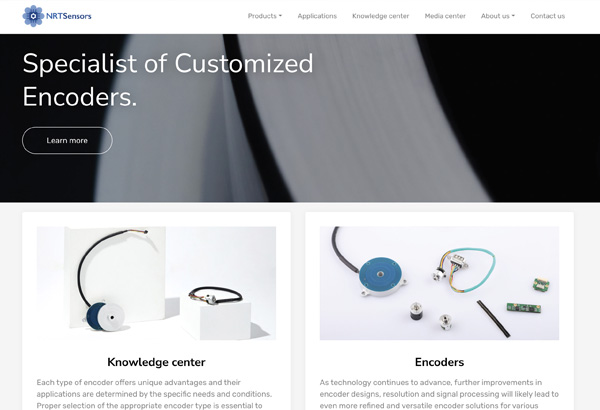 NRTSensors
Products
Applications
Knowledge center
Media center
About us
Contact us
Specialist of Customized
Encoders.
Learn more
Knowledge center
Each type of encoder offers unique advantages and their
applications are determined by the specific needs and conditions.
Proper selection of the appropriate encoder type is essential to
Encoders
As technology continues to advance, further improvements in
encoder designs, resolution and signal processing will likely lead to
even more refined and versatile encoder solutions for various